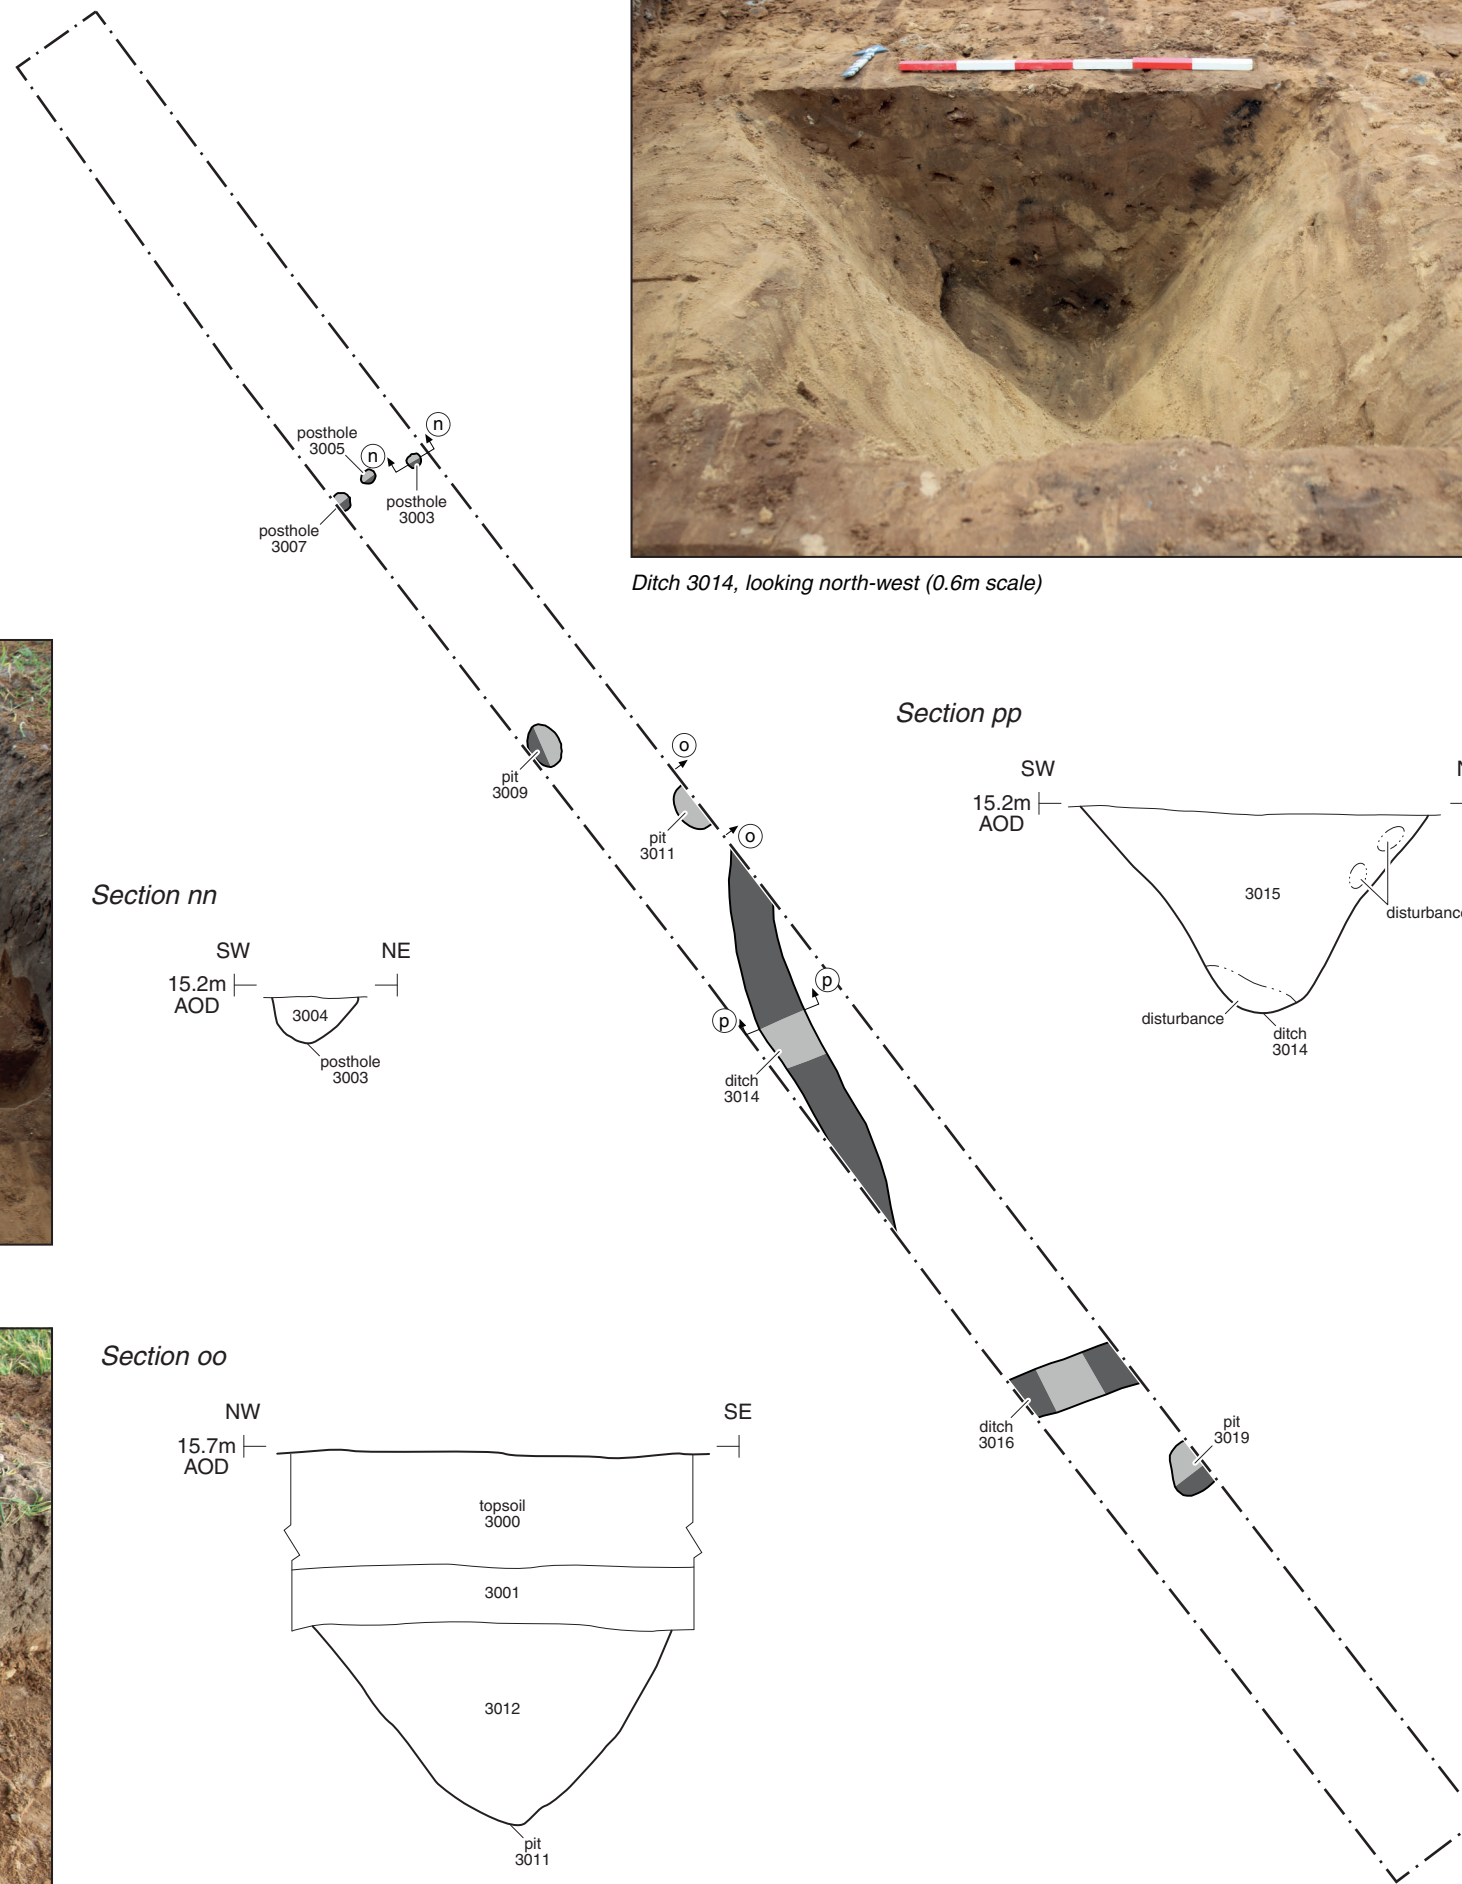 n
posthole
3005
n
posthole
3003
posthole
3007
Ditch 3014, looking north-west (0.6m scale)
pit
3009
o
pit
3011
o
Section pp
SW
15.2m
AOD
3015
disturbance
disturbance
ditch
3014
Section nn
SW NE
15.2m
AOD
3004
posthole
3003
p
p
ditch
3014
Section oo
NW SE
15.7m
AOD
topsoil
3000
3001
3012
pit
3011
ditch
3016
pit
3019